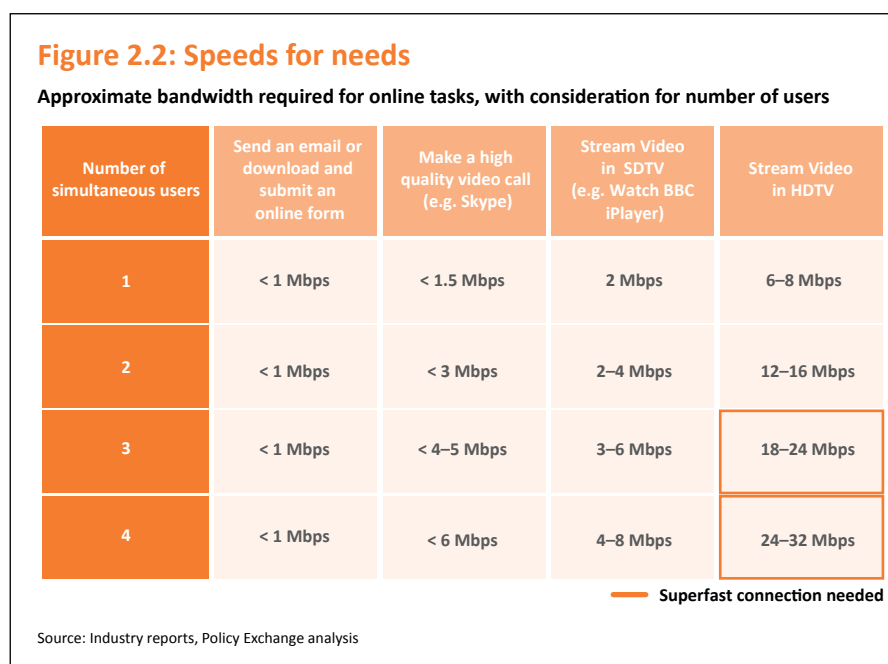 Figure 2.2: Speeds for needs
Approximate bandwidth required for online tasks, with consideration for number of users
Number of
simultaneous users
Send an email or
download and
submit an
online form
Make a high
quality video call
(e.g. Skype)
Stream Video
in SDTV
(e.g. Watch BBC
iPlayer)
Stream Video
in HDTV
1
< 1 Mbps
< 1.5 Mbps
2 Mbps
6–8 Mbps
2
< 1 Mbps
< 3 Mbps
2–4 Mbps
12–16 Mbps
3
< 1 Mbps
< 4–5 Mbps
3–6 Mbps
18–24 Mbps
4
< 1 Mbps
< 6 Mbps
4–8 Mbps
24–32 Mbps
Superfast connection needed
Source: Industry reports, Policy Exchange analysis